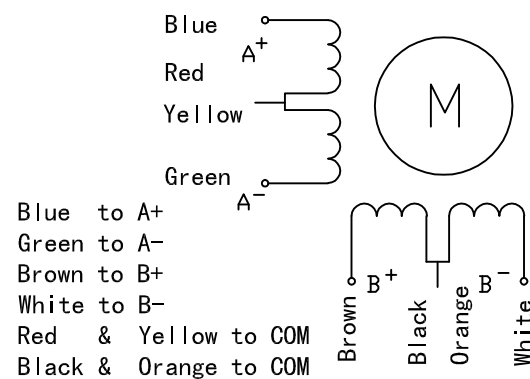 Blue
A+
Red
Yellow
M
Green
A-
Blue to A+
Green to A-
Brown to B+
White to B-
Red & Yellow to COM
Black & Orange to COM
B+
B-
Brown
Black
Orange
White